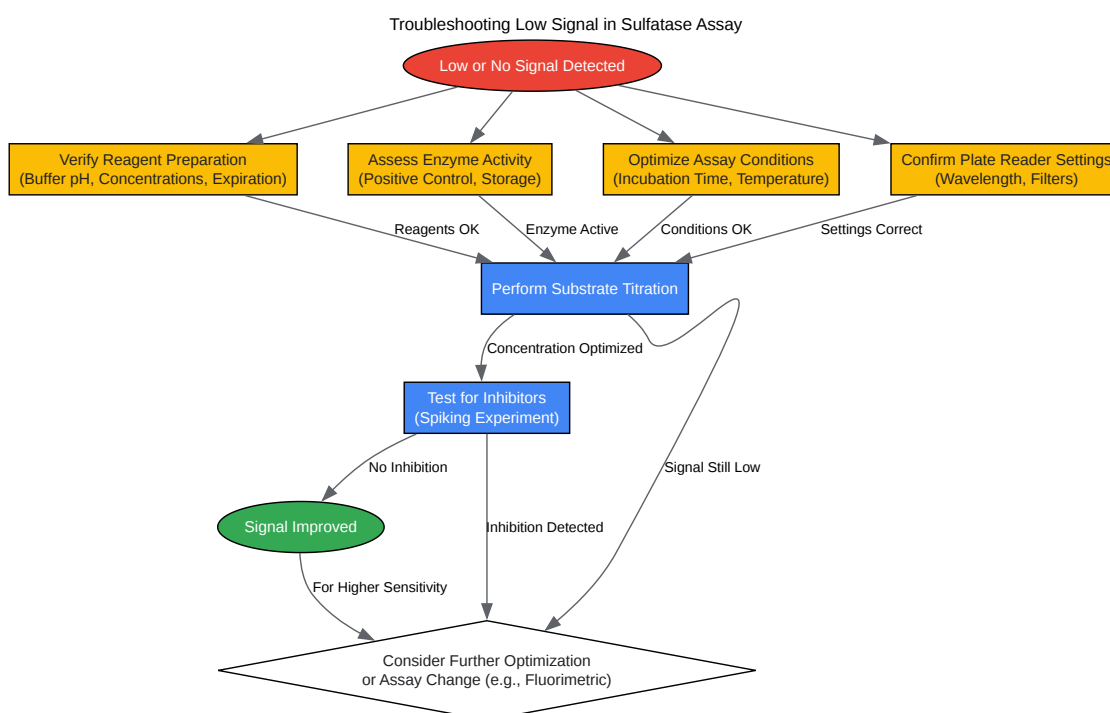 Troubleshooting Low Signal in Sulfatase Assay
Low or No Signal Detected
Verify Reagent Preparation
(Buffer pH, Concentrations, Expiration)
Assess Enzyme Activity
(Positive Control, Storage)
Optimize Assay Conditions
(Incubation Time, Temperature)
Confirm Plate Reader Settings
(Wavelength, Filters)
Reagents OK
Enzyme Active
Conditions OK
Settings Correct
Perform Substrate Titration
Concentration Optimized
Test for Inhibitors
(Spiking Experiment)
No Inhibition
Signal Still Low
Signal Improved
Inhibition Detected
For Higher Sensitivity
Consider Further Optimization
or Assay Change (e.g., Fluorimetric)